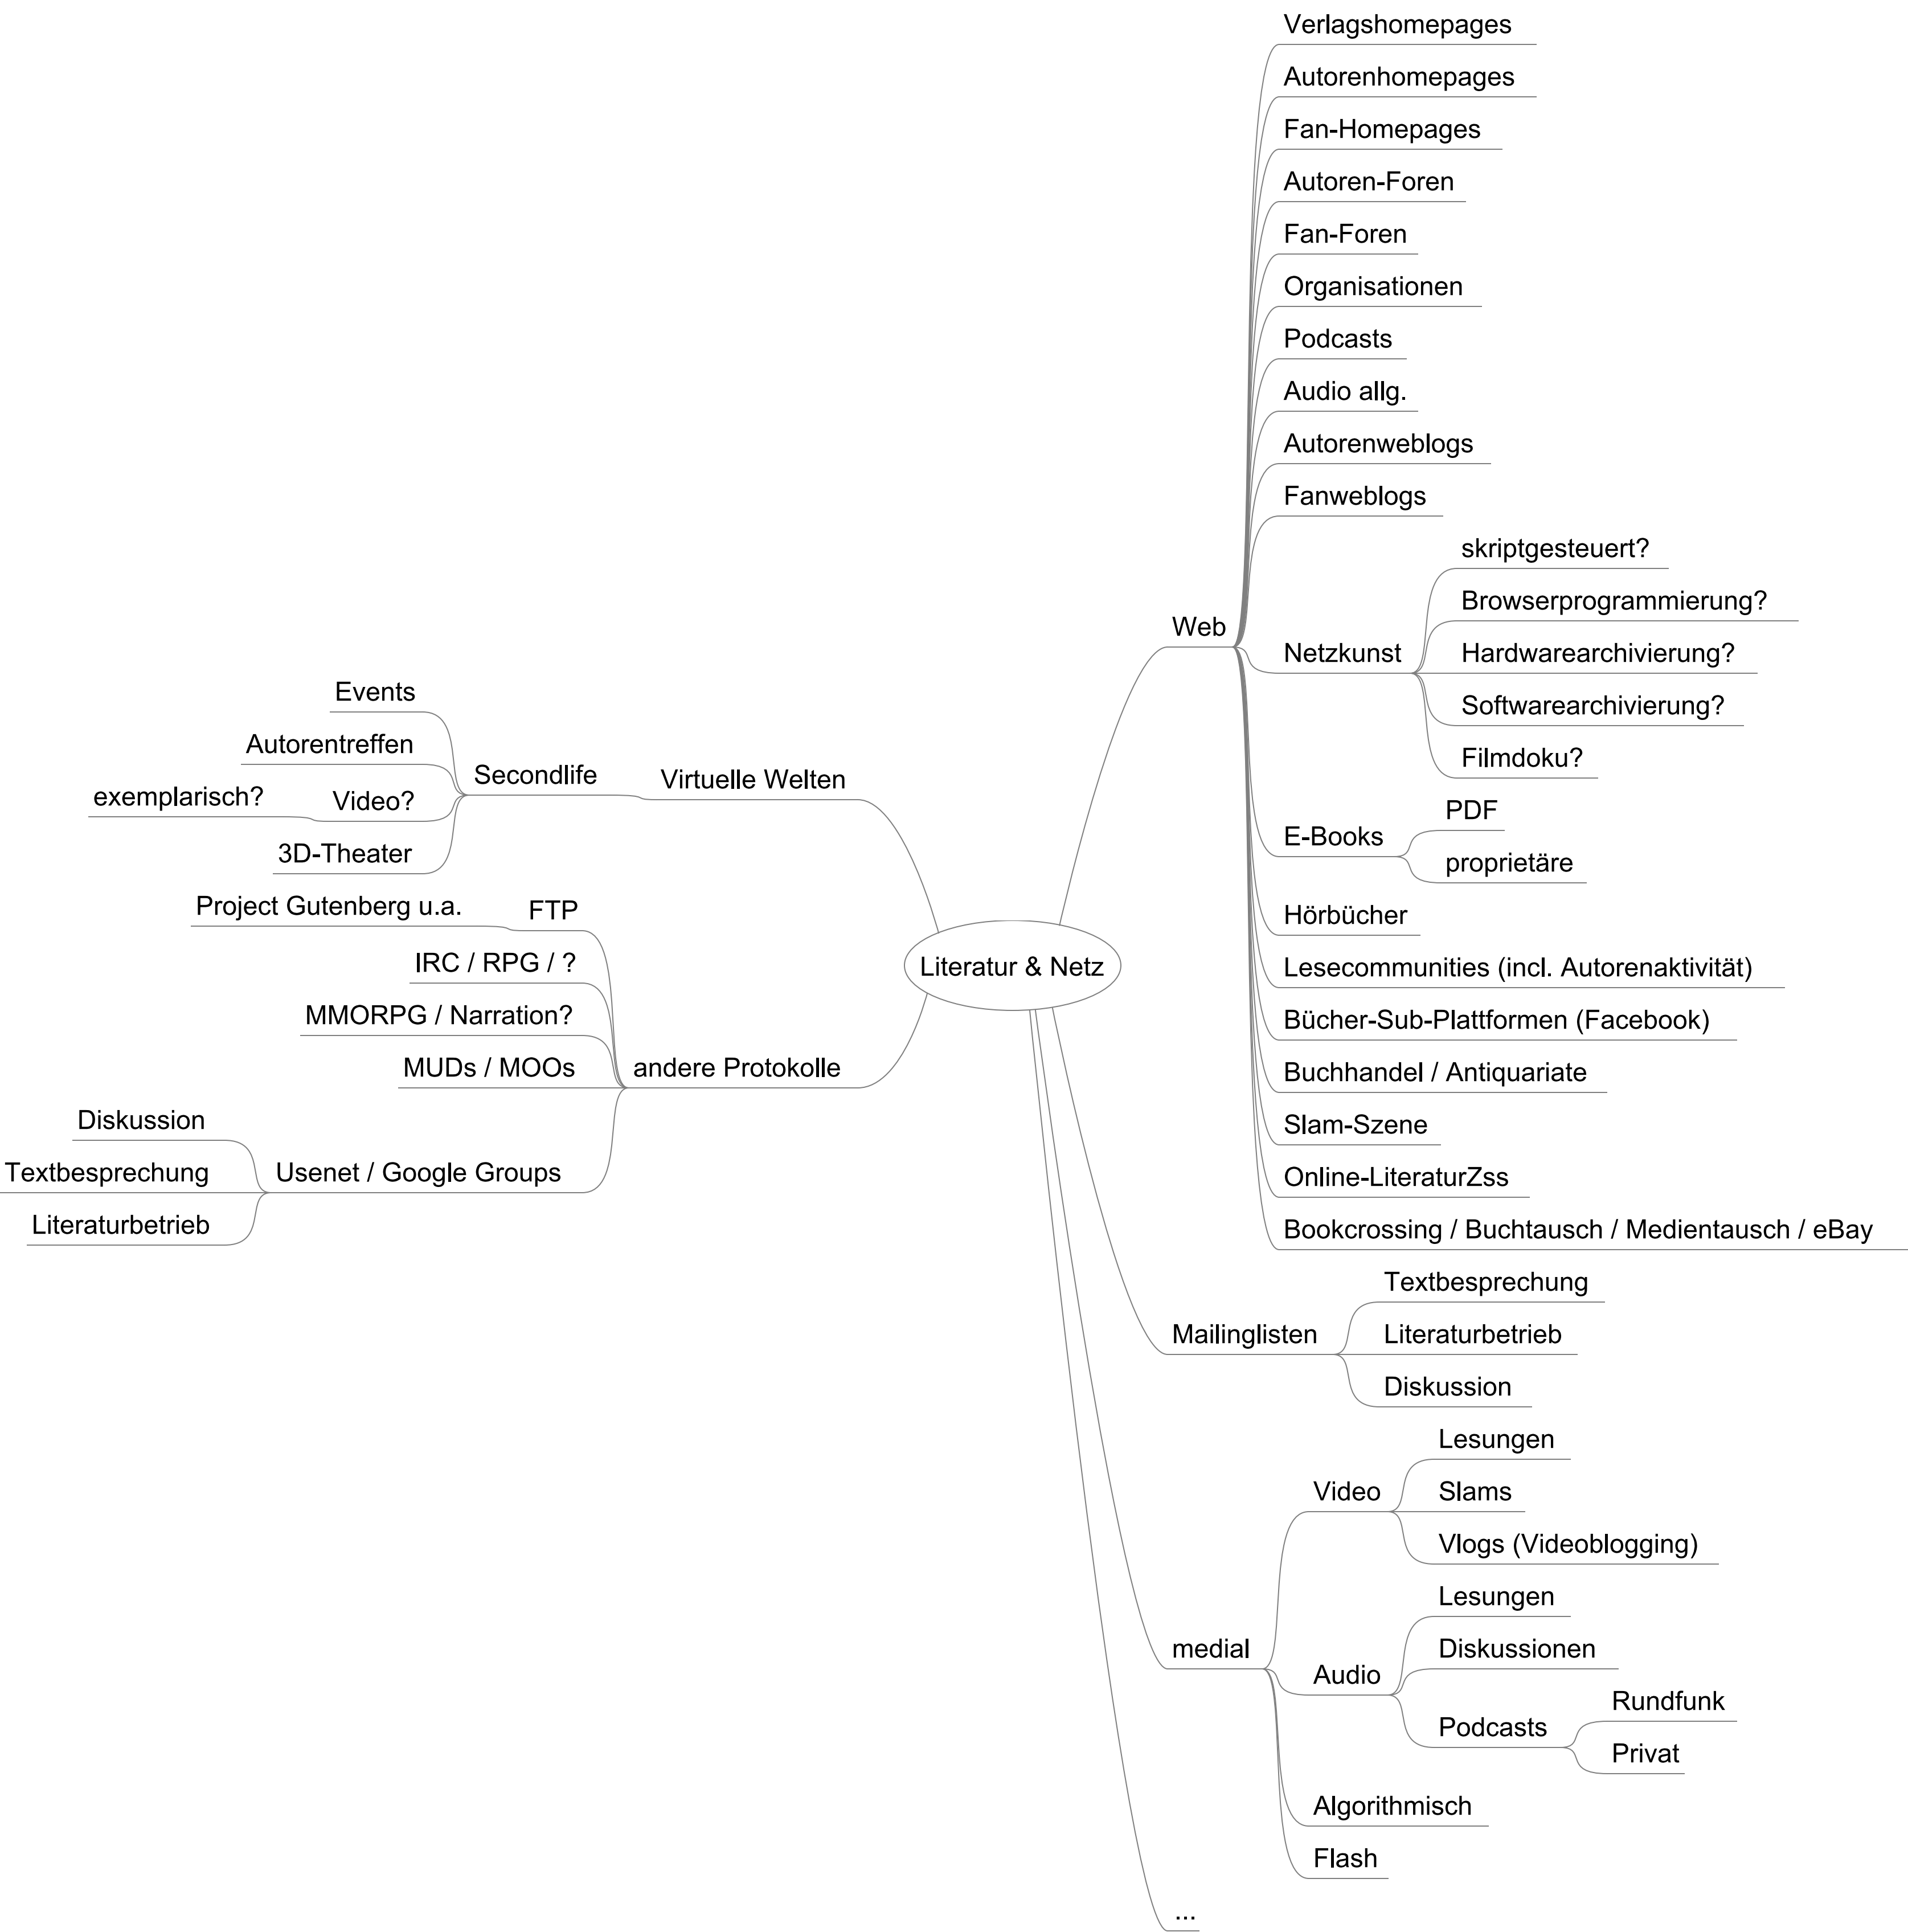 Literatur & Netz
Web
Verlagshomepages
Autorenhomepages
Fan-Homepages
Autoren-Foren
Fan-Foren
Organisationen
Podcasts
Audio allg.
Autorenweblogs
Fanweblogs
Netzkunst
skriptgesteuert?
Browserprogrammierung?
Hardwarearchivierung?
Softwarearchivierung?
Filmdoku?
E-Books
PDF
proprietäre
Hörbücher
Lesecommunities (incl. Autorenaktivität)
Bücher-Sub-Plattformen (Facebook)
Buchhandel / Antiquariate
Slam-Szene
Online-LiteraturZss
Bookcrossing / Buchtausch / Medientausch / eBay
Mailinglisten
Textbesprechung
Literaturbetrieb
Diskussion
medial
Video
Lesungen
Slams
Vlogs (Videoblogging)
Audio
Lesungen
Diskussionen
Podcasts
Rundfunk
Privat
Algorithmisch
Flash
...
Virtuelle Welten
Secondlife
Events
Autorentreffen
Video?
exemplarisch?
3D-Theater
andere Protokolle
FTP
Project Gutenberg u.a.
IRC / RPG / ?
MMORPG / Narration?
MUDs / MOOs
Usenet / Google Groups
Diskussion
Textbesprechung
Literaturbetrieb